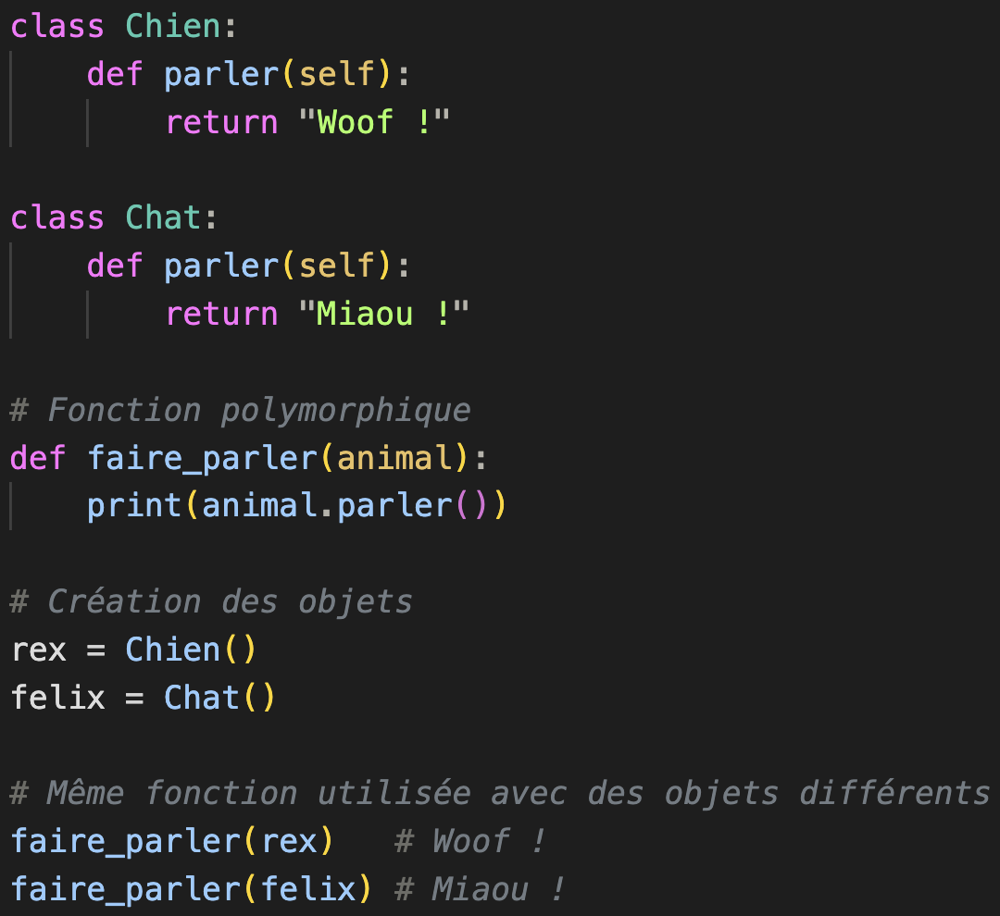 class Chien:
    def parler(self):
        return "Woof !"
class Chat:
    def parler(self):
        return "Miaou !"
# Fonction polymorphique
def faire_parler(animal):
    print(animal.parler())
# Création des objets
rex = Chien()
felix = Chat()
# Même fonction utilisée avec des objets différents
faire_parler(rex)   # Woof !
faire_parler(felix) # Miaou !